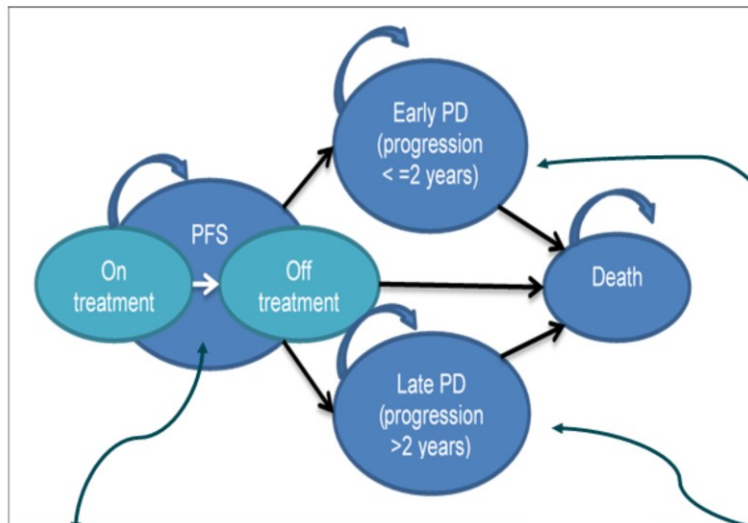 Early PD
(progression
< =2 years)
PFS
On
treatment
Off
treatment
Death
Late PD
(progression
>2 years)